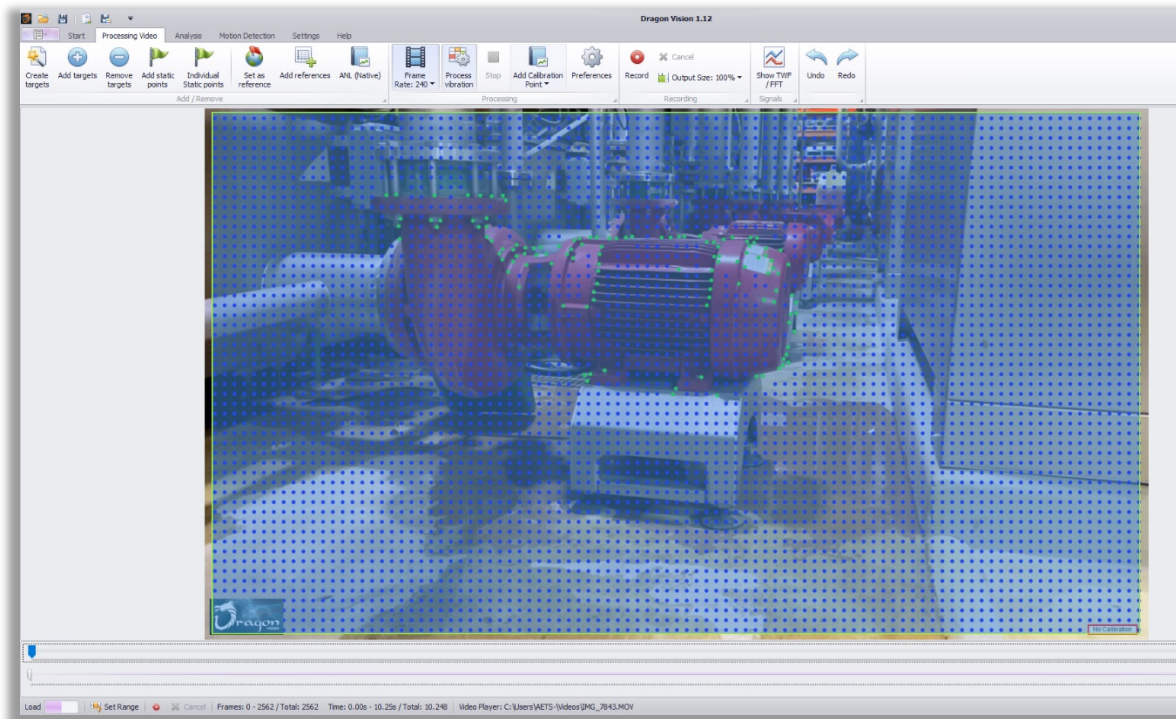 Dragon Vision 1.12
Start Processing Video Analysis Motion Detection Settings Help
Create targets
Add targets
Remove targets
Add static points
Individual Static points
Set as reference
Add references
ANL (Native)
Add / Remove
Frame Rate: 240
Process vibration
Stop
Add Calibration Point
Preferences
Processing
Record
Cancel
Output Size: 100%
Recording
Show TWF / FFT
Signals
Undo
Redo
Dragon
No Calibration
Load Set Range Cancel Frames: 0 - 2562 / Total: 2562 Time: 0.00s - 10.25s / Total: 10.248 Video Player: C:\Users\AETS-\Videos\IMG_7843.MOV